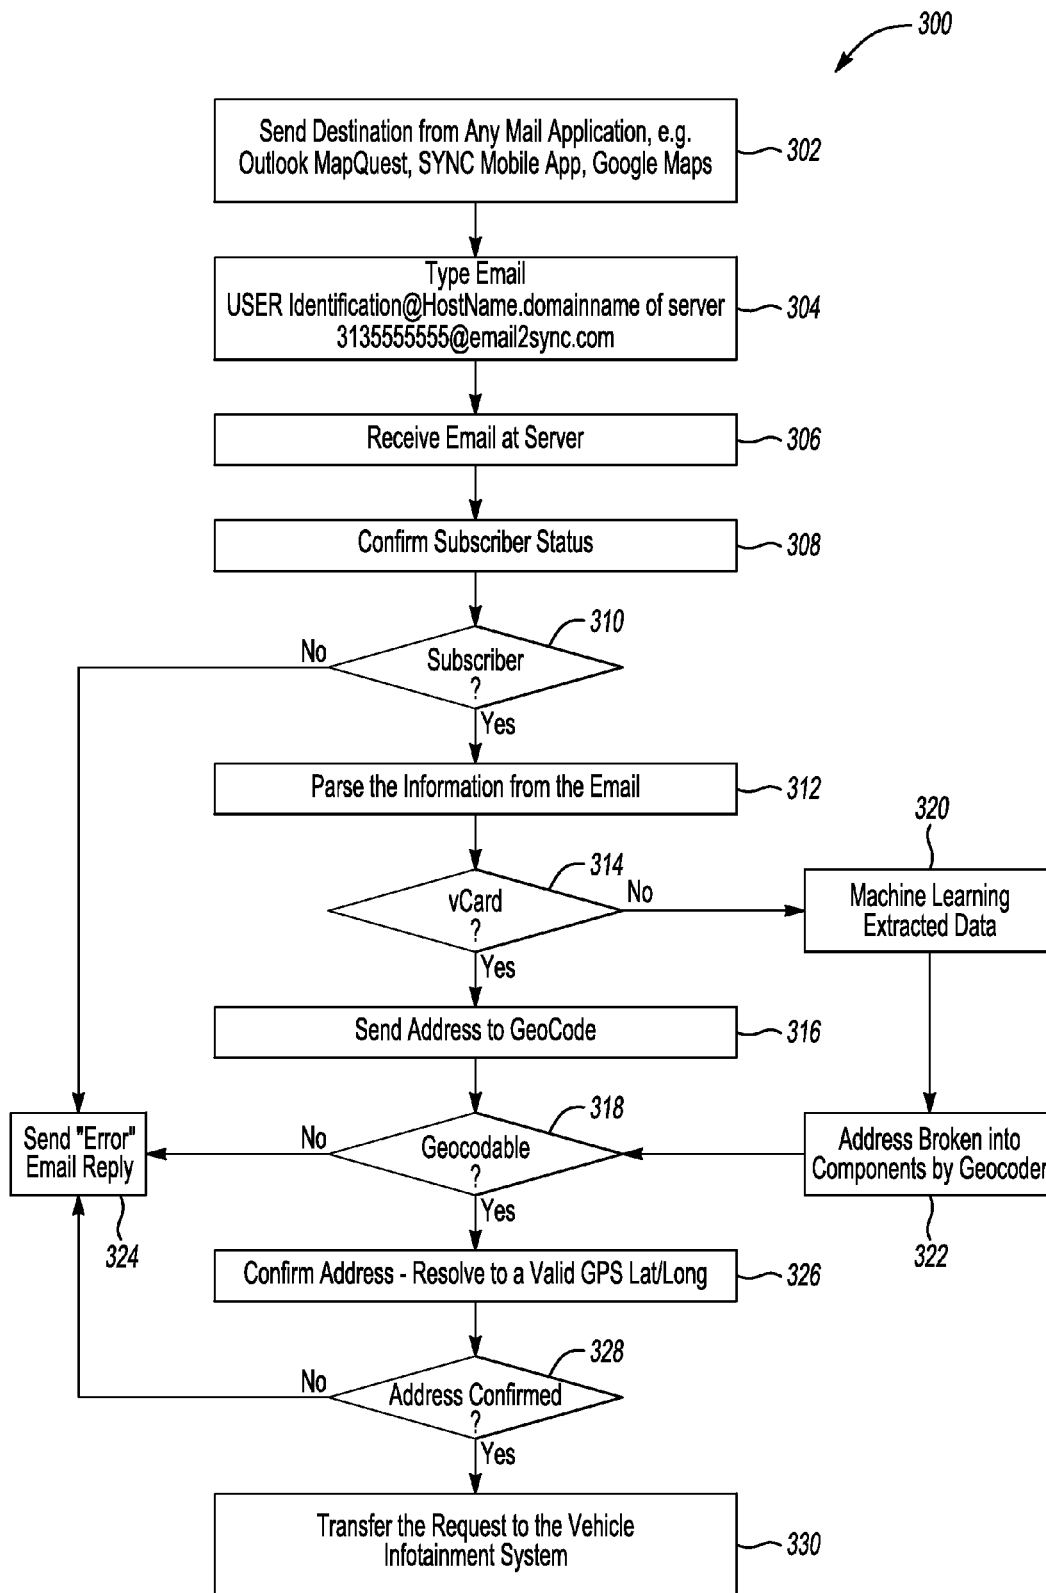 300
Send Destination from Any Mail Application, e.g.
Outlook MapQuest, SYNC Mobile App, Google Maps
302
Type Email
USER Identification@HostName.domainname of server
3135555555@email2sync.com
304
Receive Email at Server
306
Confirm Subscriber Status
308
310
No
Subscriber
?
Yes
Parse the Information from the Email
312
314
vCard
?
No
Yes
320
Machine Learning
Extracted Data
Send Address to GeoCode
316
318
No
Geocodable
?
Yes
Address Broken into
Components by Geocoder
322
Send "Error"
Email Reply
324
Confirm Address - Resolve to a Valid GPS Lat/Long
326
328
No
Address Confirmed
?
Yes
Transfer the Request to the Vehicle
Infotainment System
330